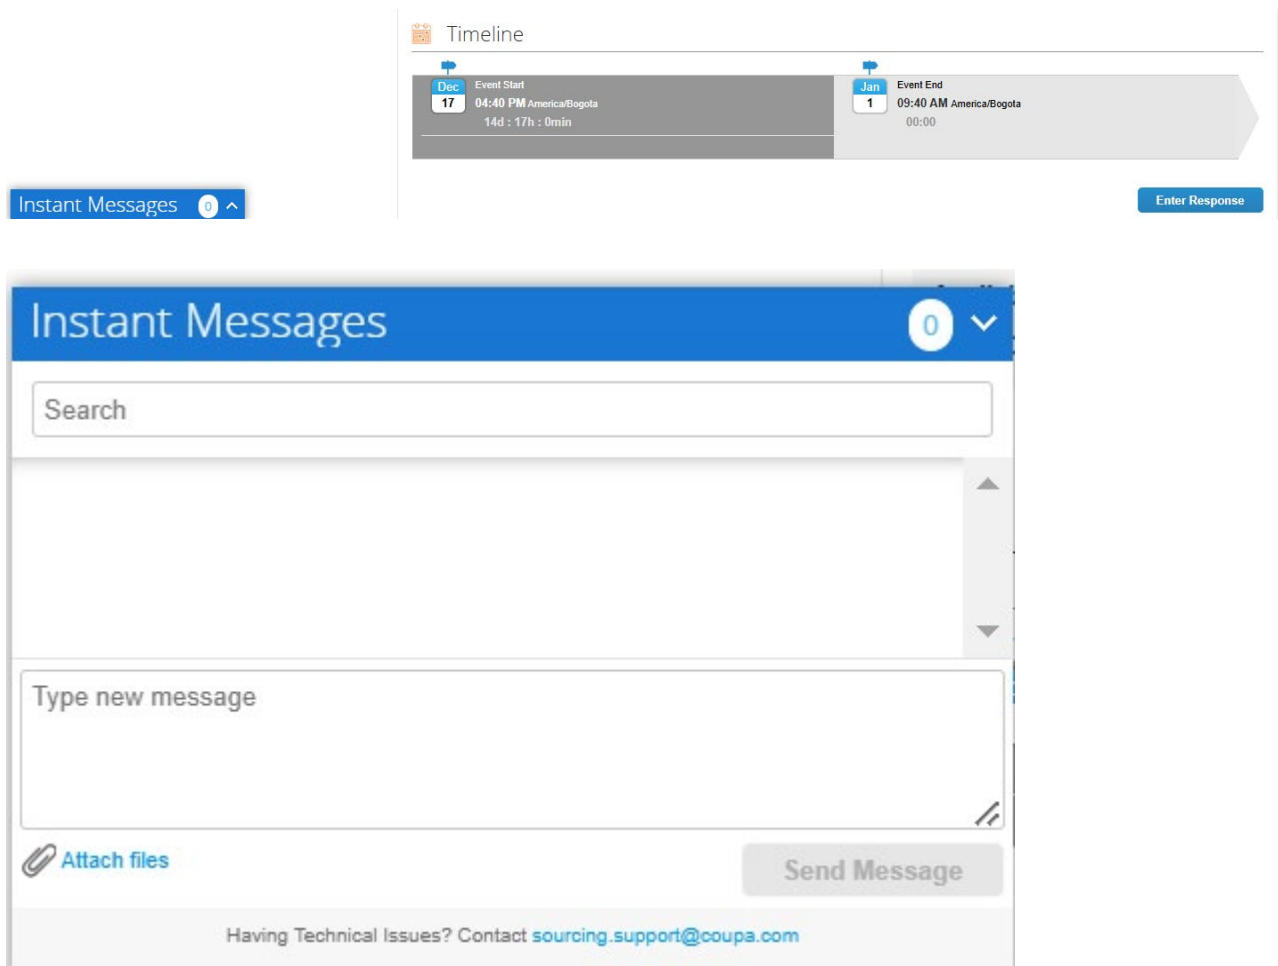 Timeline
Dec
17
Event Start
04:40 PM America/Bogota
14d : 17h : 0min
Jan
1
Event End
09:40 AM America/Bogota
00:00
Instant Messages 0
Enter Response
Instant Messages 0
Search
Type new message
Attach files
Send Message
Having Technical Issues? Contact sourcing.support@coupa.com